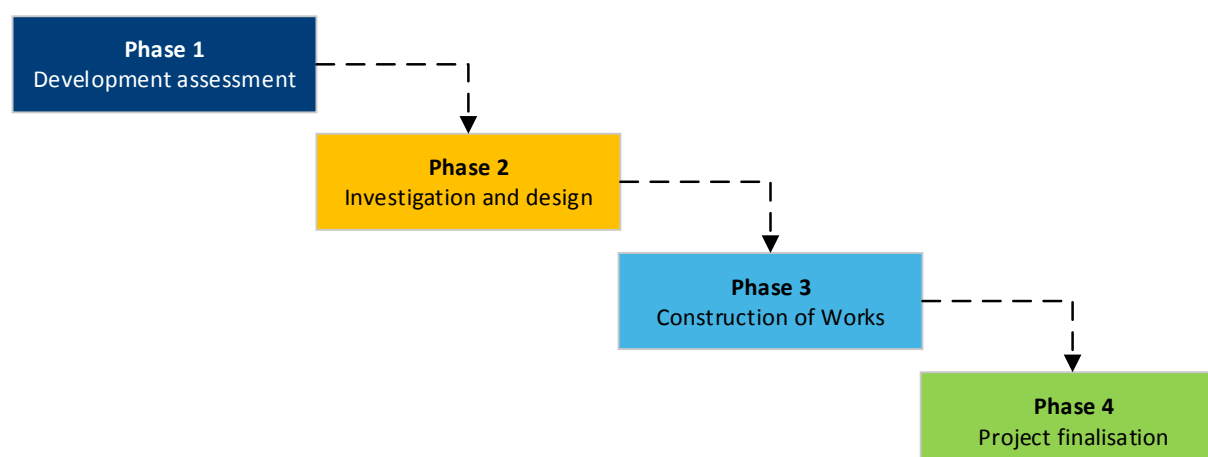 Phase 1
Development assessment
Phase 2
Investigation and design
Phase 3
Construction of Works
Phase 4
Project finalisation